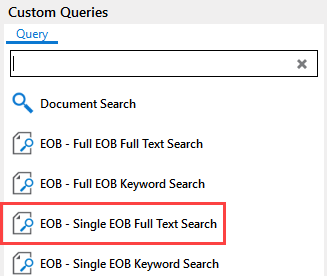 Custom Queries
Query
Document Search
EOB - Full EOB Full Text Search
EOB - Full EOB Keyword Search
EOB - Single EOB Full Text Search
EOB - Single EOB Keyword Search